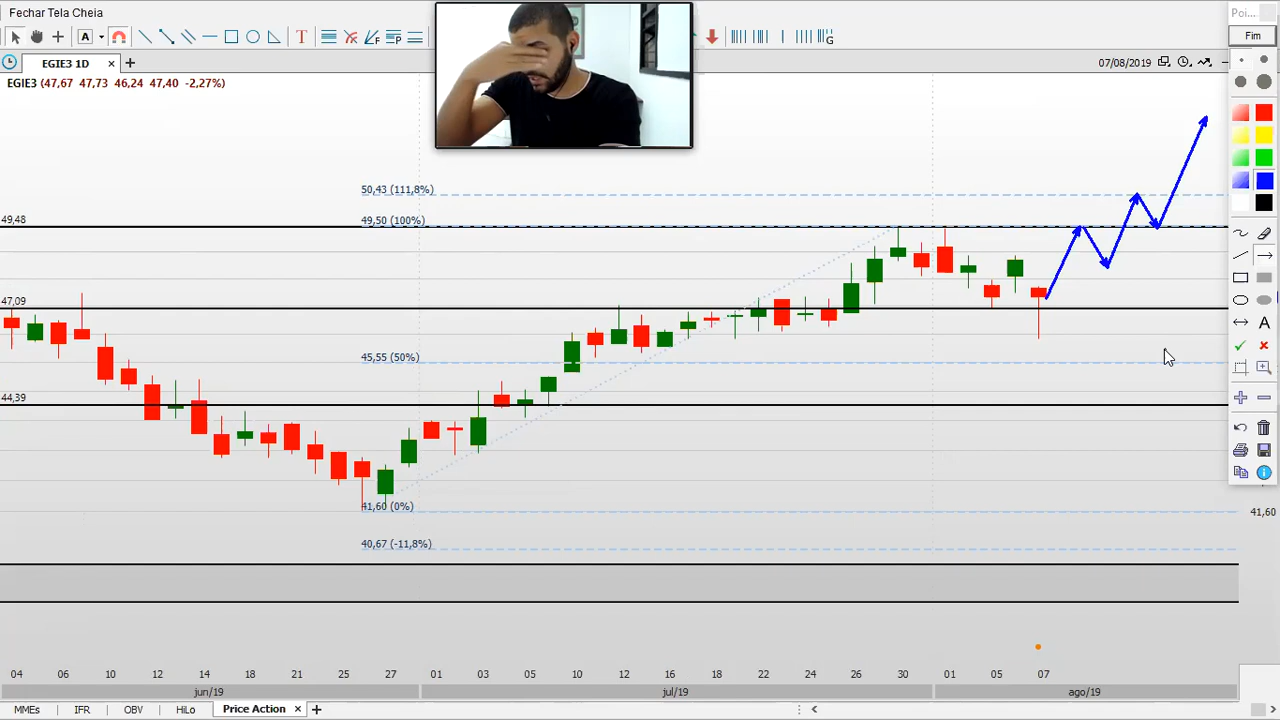 Fechar Tela Cheia
Poi...
A T F P G
Fim
EGIE3 1D × +
07/08/2019
EGIE3 (47,67 47,73 46,24 47,40 -2,27%)
50,43 (111,8%)
49,48
49,50 (100%)
47,09
45,55 (50%)
44,39
41,60 (0%)
41,60
40,67 (-11,8%)
A
04 06 10 12 14 18 20 25 27 01 03 05 10 12 16 18 22 24 26 30 01 05 07
jun/19 jul/19 ago/19
MMEs IFR OBV HiLo Price Action × +